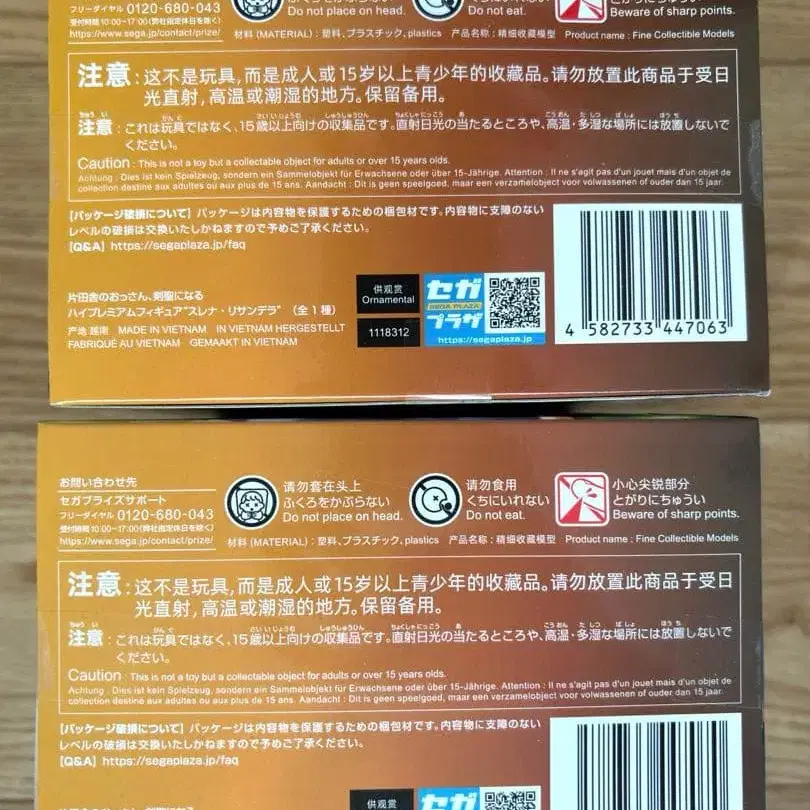 フリーダイヤル 0120-680-043
受付時間 10:00~17:00(弊社指定休日を除く)
https://www.sega.jp/contact/prize/
Do not place on head.
Do not eat.
とがりにちゅうい
Beware of sharp points.
材料(MATERIAL):塑料、プラスチック、plastics 产品名称:精细收藏模型 Product name : Fine Collectible Models
注意:这不是玩具,而是成人或15岁以上青少年的收藏品。请勿放置此商品于受日
光直射,高温或潮湿的地方。保留备用。
注意:これは玩具ではなく、15歳以上向けの収集品です。直射日光の当たるところや、高温・多湿な場所には放置しないで
ください。
Caution : This is not a toy but a collectable object for adults or over 15 years olds.
Achtung : Dies ist kein Spielzeug, sondern ein Sammelobjekt für Erwachsene oder über 15-Jährige. Attention : Il ne s'agit pas d'un jouet mais d'un objet de
collection destiné aux adultes ou aux plus de 15 ans. Aandacht : Dit is geen speelgoed, maar een verzamelobject voor volwassenen of ouder dan 15 jaar.
【パッケージ破損について】パッケージは内容物を保護するための梱包材です。内容物に支障のない
レベルの破損は交換いたしかねますので予めご了承ください。
【Q&A】https://segaplaza.jp/faq
片田舎のおっさん、剣聖になる
ハイプレミアムフィギュア"スレナ・リサンデラ" (全1種)
产地 越南 MADE IN VIETNAM IN VIETNAM HERGESTELLT
FABRIQUÉ AU VIETNAM GEMAAKT IN VIETNAM
供观赏
Ornamental
1118312
セガ
SEGA PLAZA
プラザ
https://segaplaza.jp
4 582733 447063
お問い合わせ先
セガプライズサポート
フリーダイヤル 0120-680-043
受付時間 10:00~17:00(弊社指定休日を除く)
https://www.sega.jp/contact/prize/
请勿套在头上
ふくろをかぶらない
Do not place on head.
请勿食用
くちにいれない
Do not eat.
小心尖锐部分
とがりにちゅうい
Beware of sharp points.
材料(MATERIAL):塑料、プラスチック、plastics 产品名称:精细收藏模型 Product name : Fine Collectible Models
注意:这不是玩具,而是成人或15岁以上青少年的收藏品。请勿放置此商品于受日
光直射,高温或潮湿的地方。保留备用。
注意:これは玩具ではなく、15歳以上向けの収集品です。直射日光の当たるところや、高温・多湿な場所には放置しないで
ください。
Caution : This is not a toy but a collectable object for adults or over 15 years olds.
Achtung : Dies ist kein Spielzeug, sondern ein Sammelobjekt für Erwachsene oder über 15-Jährige. Attention : Il ne s'agit pas d'un jouet mais d'un objet de
collection destiné aux adultes ou aux plus de 15 ans. Aandacht : Dit is geen speelgoed, maar een verzamelobject voor volwassenen of ouder dan 15 jaar.
【パッケージ破損について】パッケージは内容物を保護するための梱包材です。内容物に支障のない
レベルの破損は交換いたしかねますので予めご了承ください。
【Q&A】https://segaplaza.jp/faq
供观赏
Ornamental
セガ